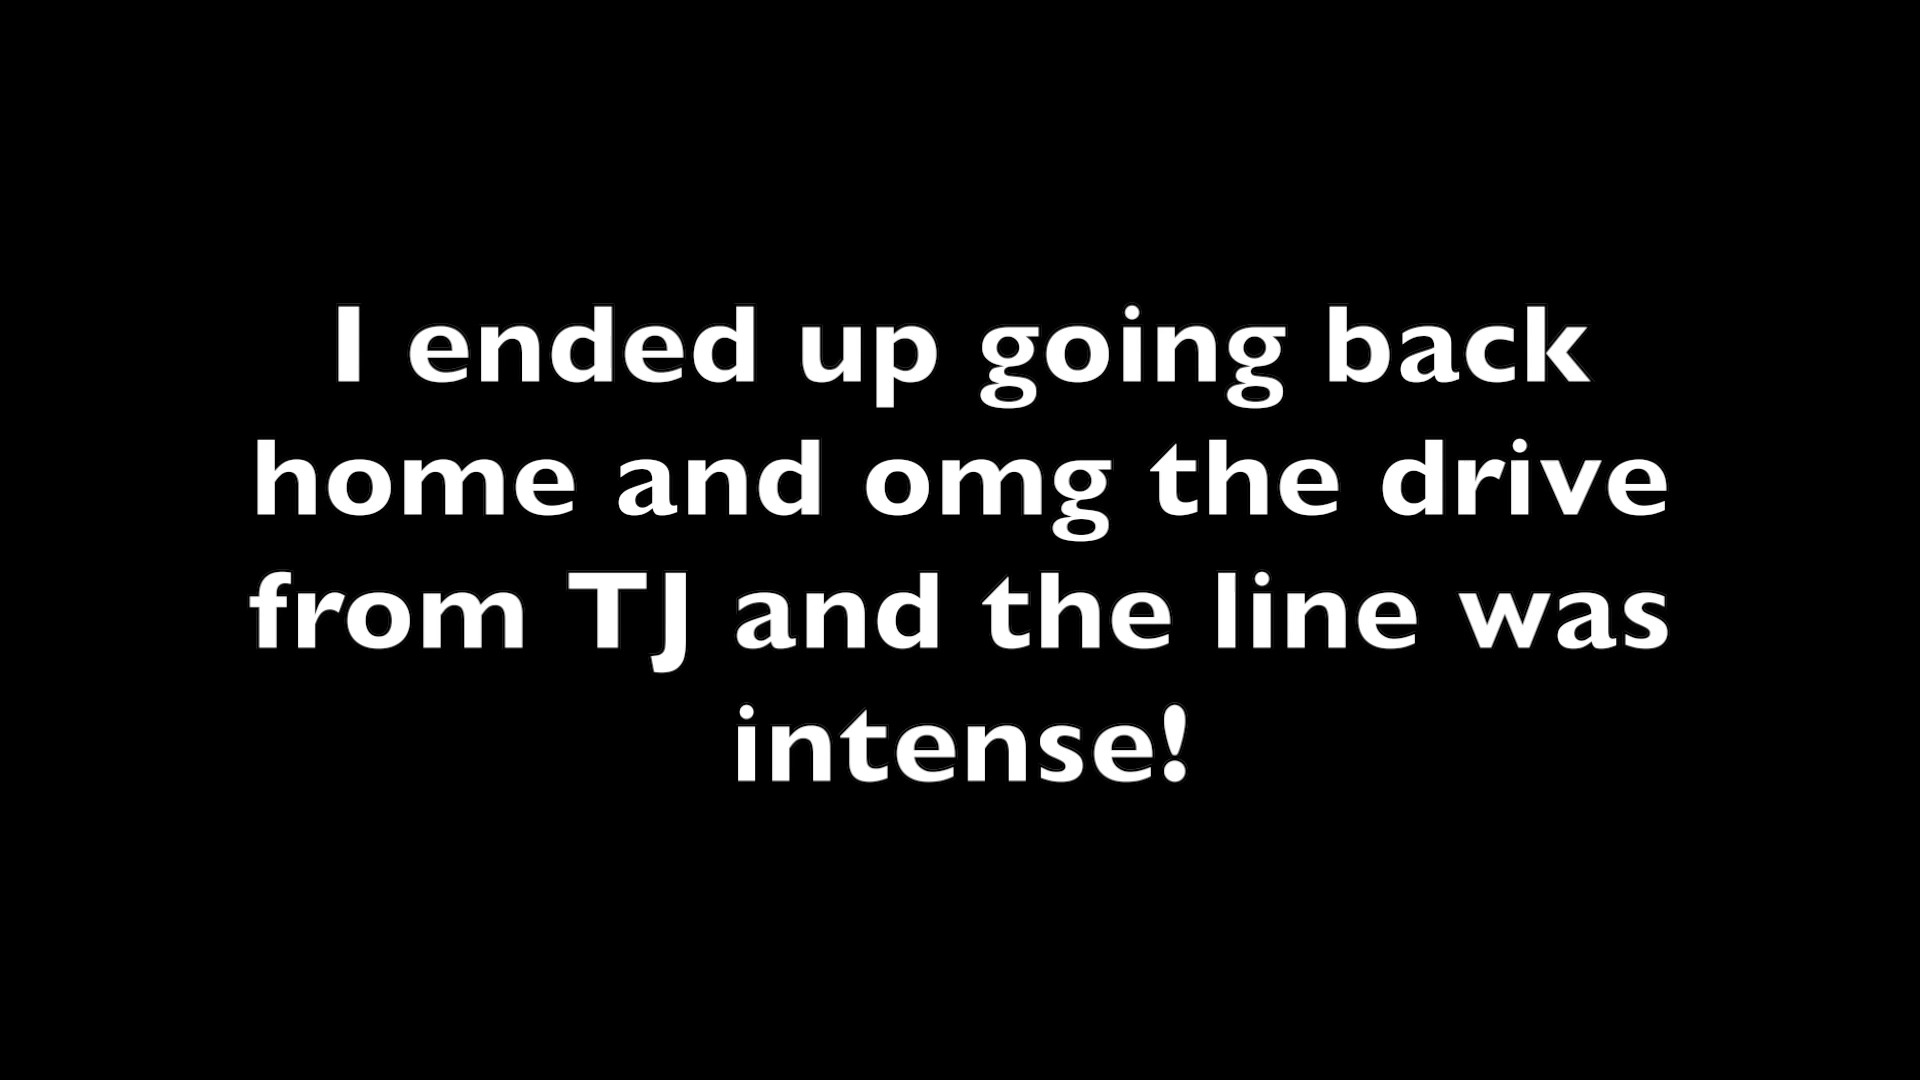 I ended up going back
home and omg the drive
from TJ and the line was
intense!